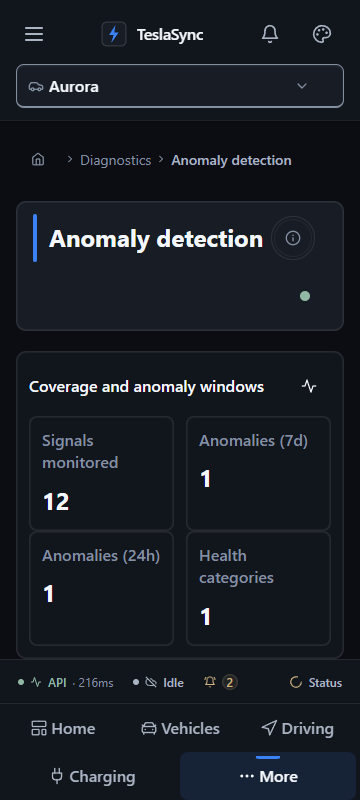 TeslaSync
Aurora
Diagnostics
Anomaly detection
Anomaly detection
Coverage and anomaly windows
Signals
monitored
12
Anomalies (7d)
1
Anomalies (24h)
1
Health
categories
1
API · 216ms
Idle
2
Status
Home
Vehicles
Driving
Charging
More